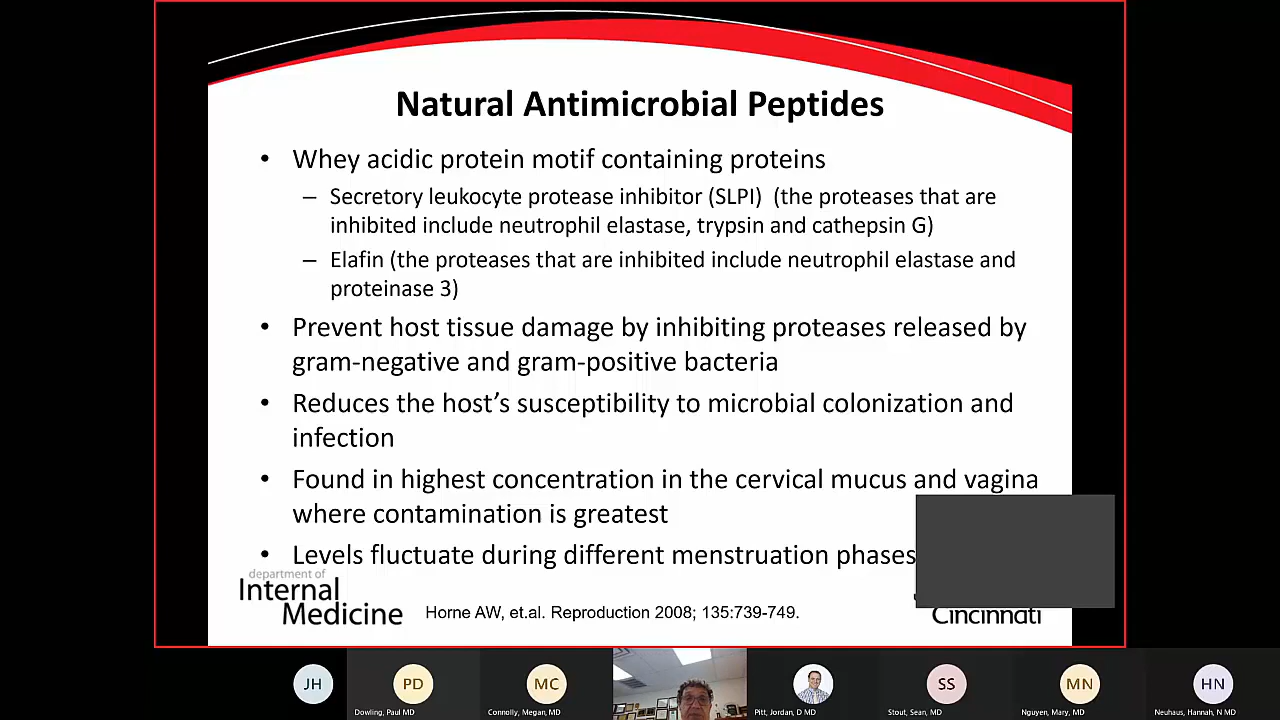 Natural Antimicrobial Peptides
• Whey acidic protein motif containing proteins
– Secretory leukocyte protease inhibitor (SLPI) (the proteases that are
inhibited include neutrophil elastase, trypsin and cathepsin G)
– Elafin (the proteases that are inhibited include neutrophil elastase and
proteinase 3)
• Prevent host tissue damage by inhibiting proteases released by
gram-negative and gram-positive bacteria
• Reduces the host’s susceptibility to microbial colonization and
infection
• Found in highest concentration in the cervical mucus and vagina
where contamination is greatest
• Levels fluctuate during different menstruation phases
department of
Internal
Medicine
Horne AW, et.al. Reproduction 2008; 135:739-749.
Cincinnati
JH
PD
MC
SS
MN
HN
Dowling, Paul MD
Connolly, Megan, MD
Pitt, Jordan, D MD
Stout, Sean, MD
Nguyen, Mary, MD
Neuhaus, Hannah, N MD